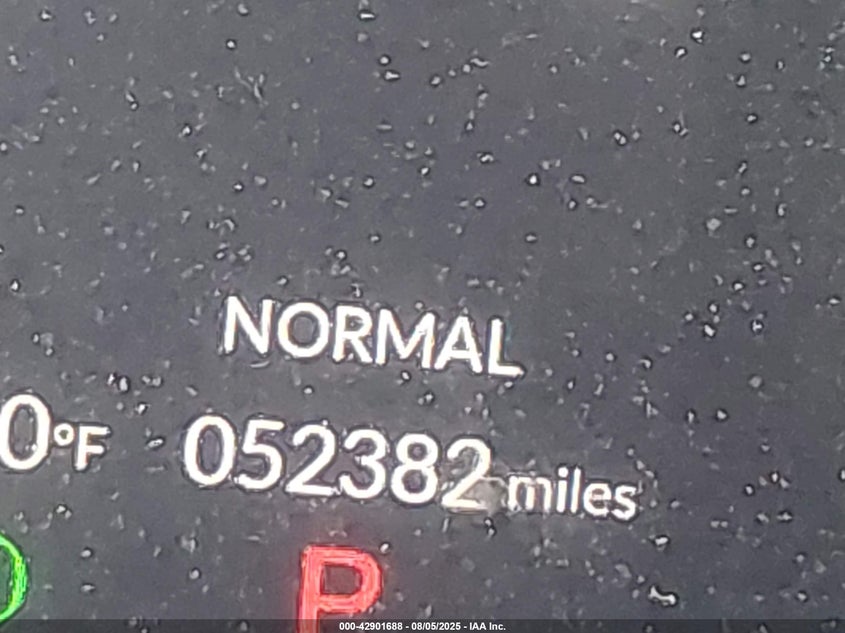 NORMAL
0°F 052382 miles
P
000-42901688 - 08/05/2025 - IAA Inc.